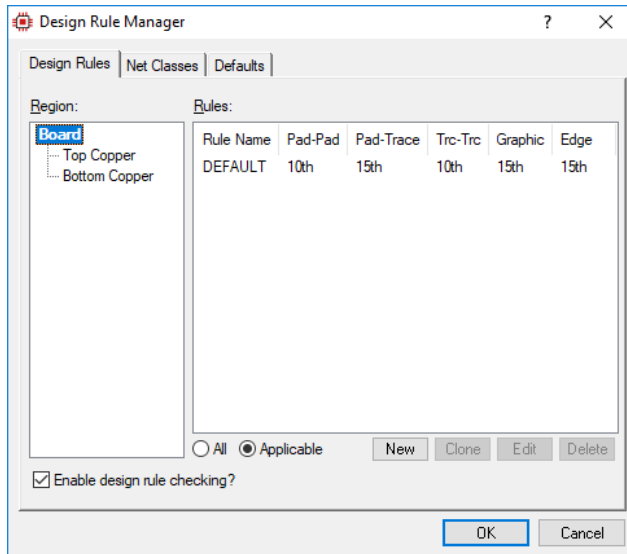 Design Rule Manager ?
Design Rules Net Classes Defaults
Region: Rules:
Board
Top Copper
Bottom Copper
Rule Name Pad-Pad Pad-Trace Trc-Trc Graphic Edge
DEFAULT 10th 15th 10th 15th 15th
All Applicable New Clone Edit Delete
Enable design rule checking?
OK Cancel